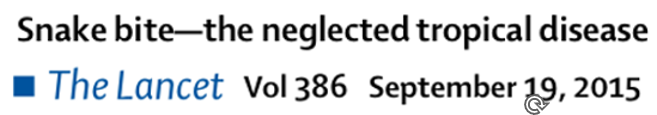 Snake bite—the neglected tropical disease
The Lancet Vol 386 September 19, 2015